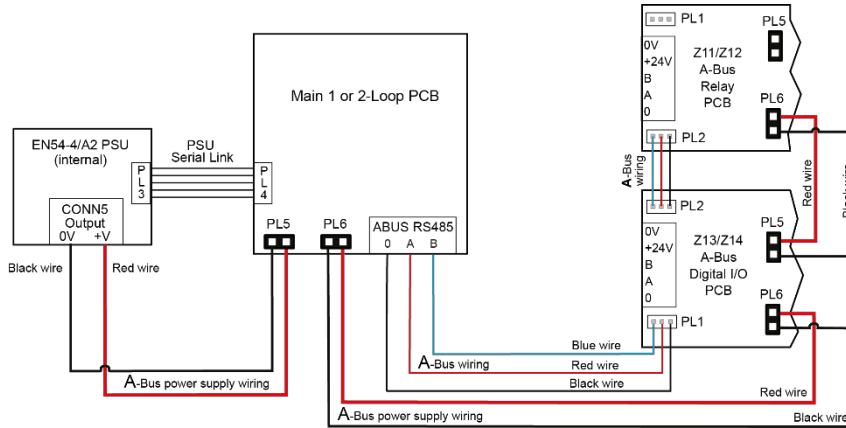 EN54-4/A2 PSU
(internal)
P
L
3
CONN5
Output
0V +V
Black wire
Red wire
PSU
Serial Link
Main 1 or 2-Loop PCB
P
L
4
PL5
PL6
ABUS RS485
0 A B
A-Bus power supply wiring
A-Bus wiring
Blue wire
Red wire
Black wire
A-Bus power supply wiring
Red wire
Black wire
PL1
PL5
0V
+24V
B
A
0
Z11/Z12
A-Bus
Relay
PCB
PL6
PL2
A-Bus
wiring
Red wire
Black wire
PL2
PL5
0V
+24V
B
A
0
Z13/Z14
A-Bus
Digital I/O
PCB
PL6
PL1